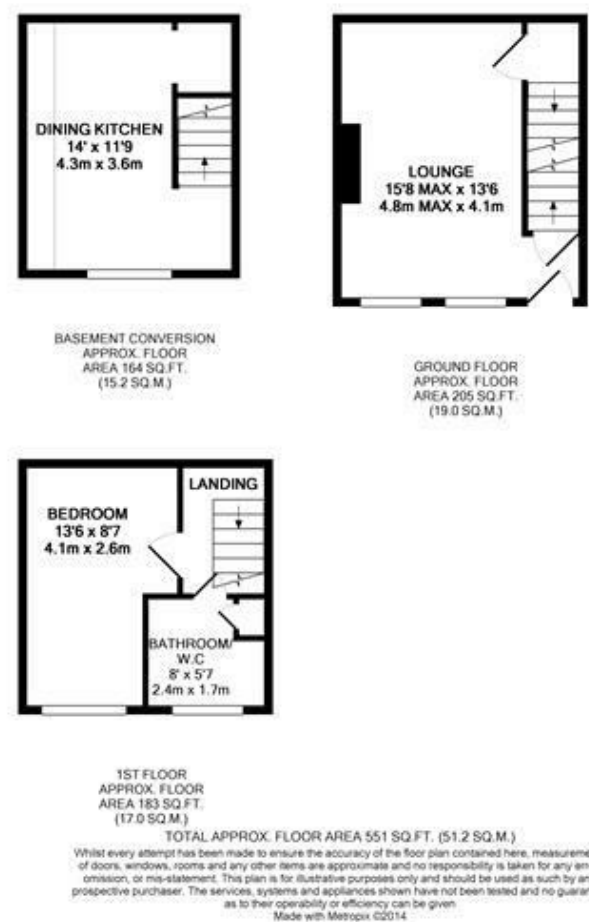 DINING KITCHEN
14' x 11'9
4.3m x 3.6m
LOUNGE
15'8 MAX x 13'6
4.8m MAX x 4.1m
BASEMENT CONVERSION
APPROX. FLOOR
AREA 164 SQ.FT.
(15.2 SQ.M.)
GROUND FLOOR
APPROX. FLOOR
AREA 205 SQ.FT.
(19.0 SQ.M.)
LANDING
BEDROOM
13'6 x 8'7
4.1m x 2.6m
BATHROOM/
W.C
8' x 5'7
2.4m x 1.7m
1ST FLOOR
APPROX. FLOOR
AREA 183 SQ.FT.
(17.0 SQ.M.)
TOTAL APPROX. FLOOR AREA 551 SQ.FT. (51.2 SQ.M.)
Whilst every attempt has been made to ensure the accuracy of the floor plan contained here, measureme
of doors, windows, rooms and any other items are approximate and no responsibility is taken for any err
omission, or mis-statement. This plan is for illustrative purposes only and should be used as such by an
prospective purchaser. The services, systems and appliances shown have not been tested and no guaran
as to their operability or efficiency can be given
Made with Metropix ©2014